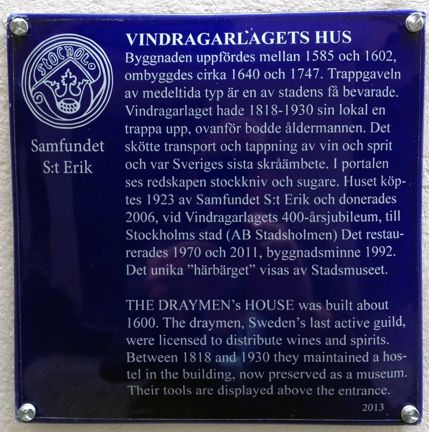 STOCHOLM
Samfundet
S:t Erik
VINDRAGARLAGETS HUS
Byggnaden uppfördes mellan 1585 och 1602,
ombyggdes cirka 1640 och 1747. Trappgaveln
av medeltida typ är en av stadens få bevarade.
Vindragarlaget hade 1818-1930 sin lokal en
trappa upp, ovanför bodde åldermannen. Det
skötte transport och tappning av vin och sprit
och var Sveriges sista skråämbete. I portalen
ses redskapen stockkniv och sugare. Huset köp-
tes 1923 av Samfundet S:t Erik och donerades
2006, vid Vindragarlagets 400-årsjubileum, till
Stockholms stad (AB Stadsholmen) Det restau-
rerades 1970 och 2011, byggnadsminne 1992.
Det unika "härbärget" visas av Stadsmuseet.
THE DRAYMEN's HOUSE was built about
1600. The draymen, Sweden's last active guild,
were licensed to distribute wines and spirits.
Between 1818 and 1930 they maintained a hos-
tel in the building, now preserved as a museum.
Their tools are displayed above the entrance.
2013